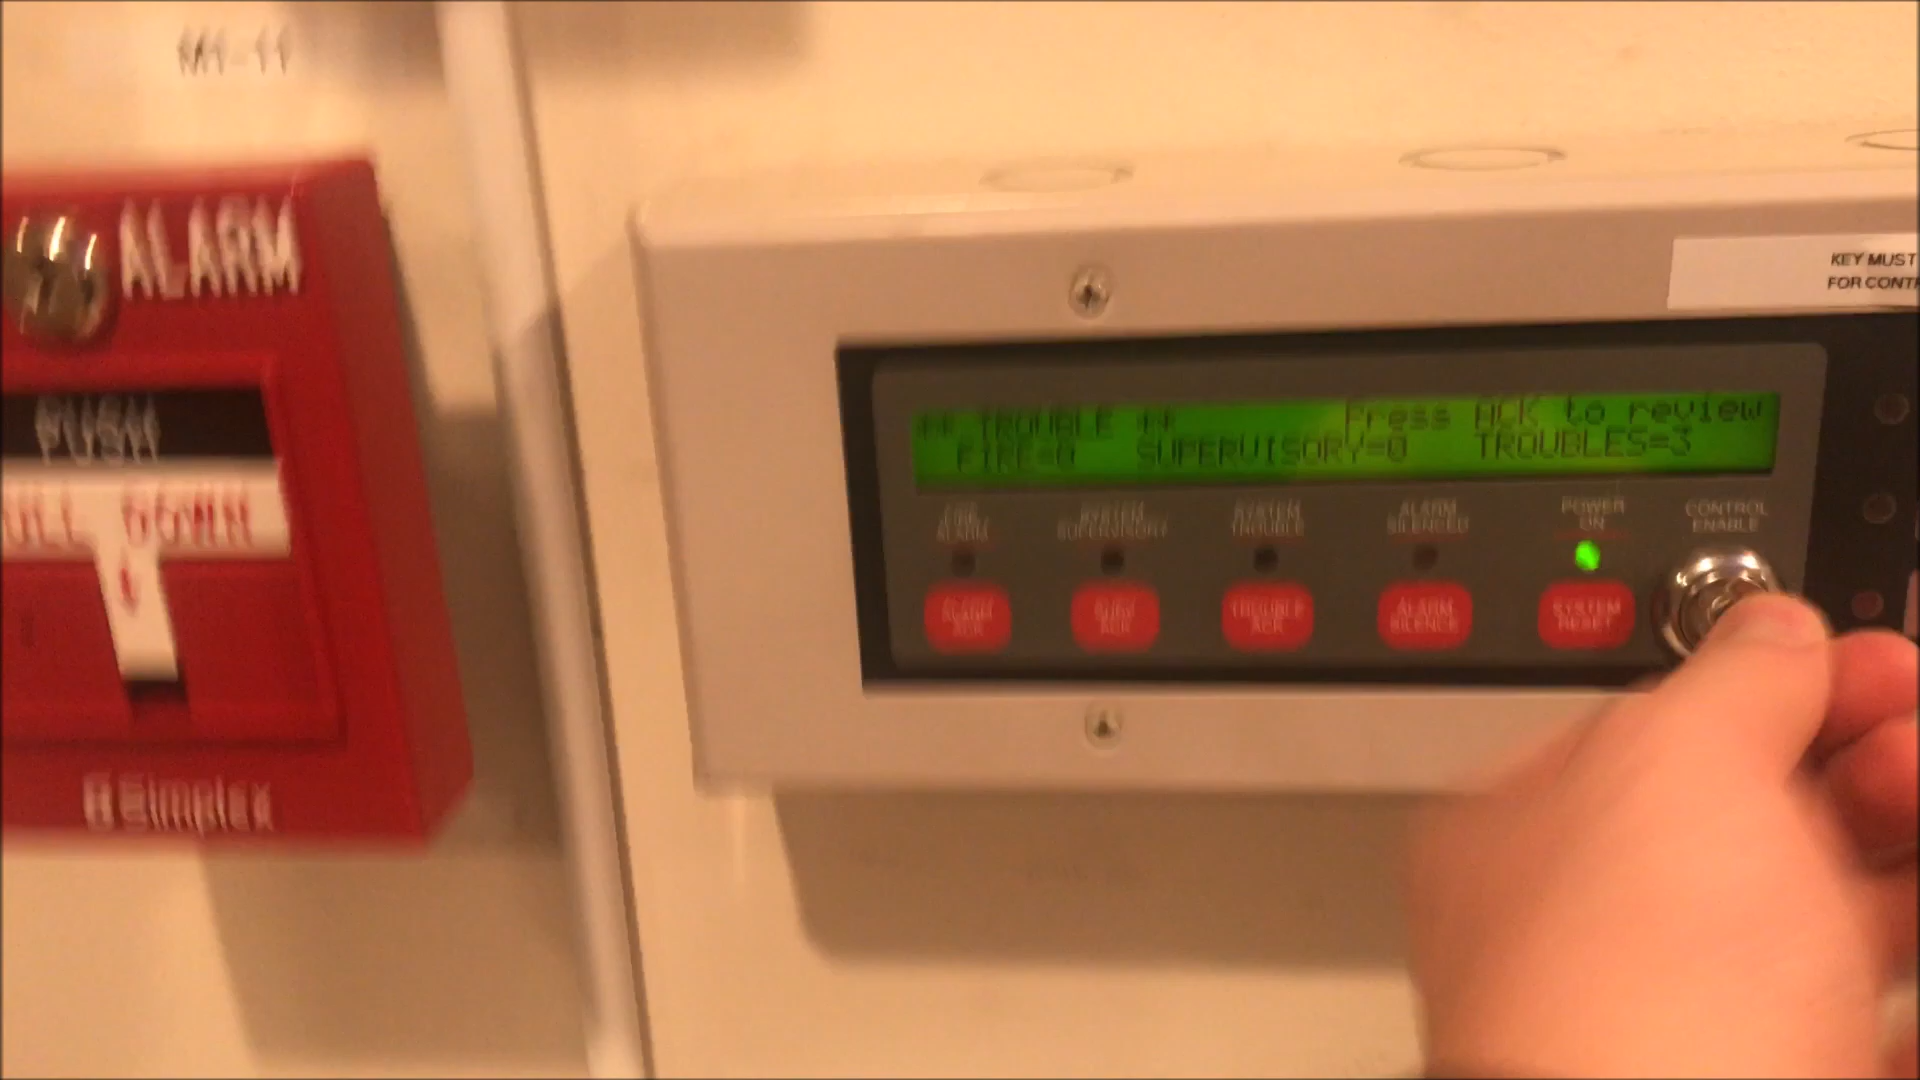 M1-11
ALARM
PUSH
ULL DOWN
Simplex
KEY MUST
FOR CONTR
** TROUBLE ** Press ACK to review
FIRE=0 SUPERVISORY=0 TROUBLES=3
FIRE
ALARM
SYSTEM
SUPERVISORY
SYSTEM
TROUBLE
ALARM
SILENCED
POWER
ON
CONTROL
ENABLE
ALARM
ACK
SUPV
ACK
TROUBLE
ACK
ALARM
SILENCE
SYSTEM
RESET